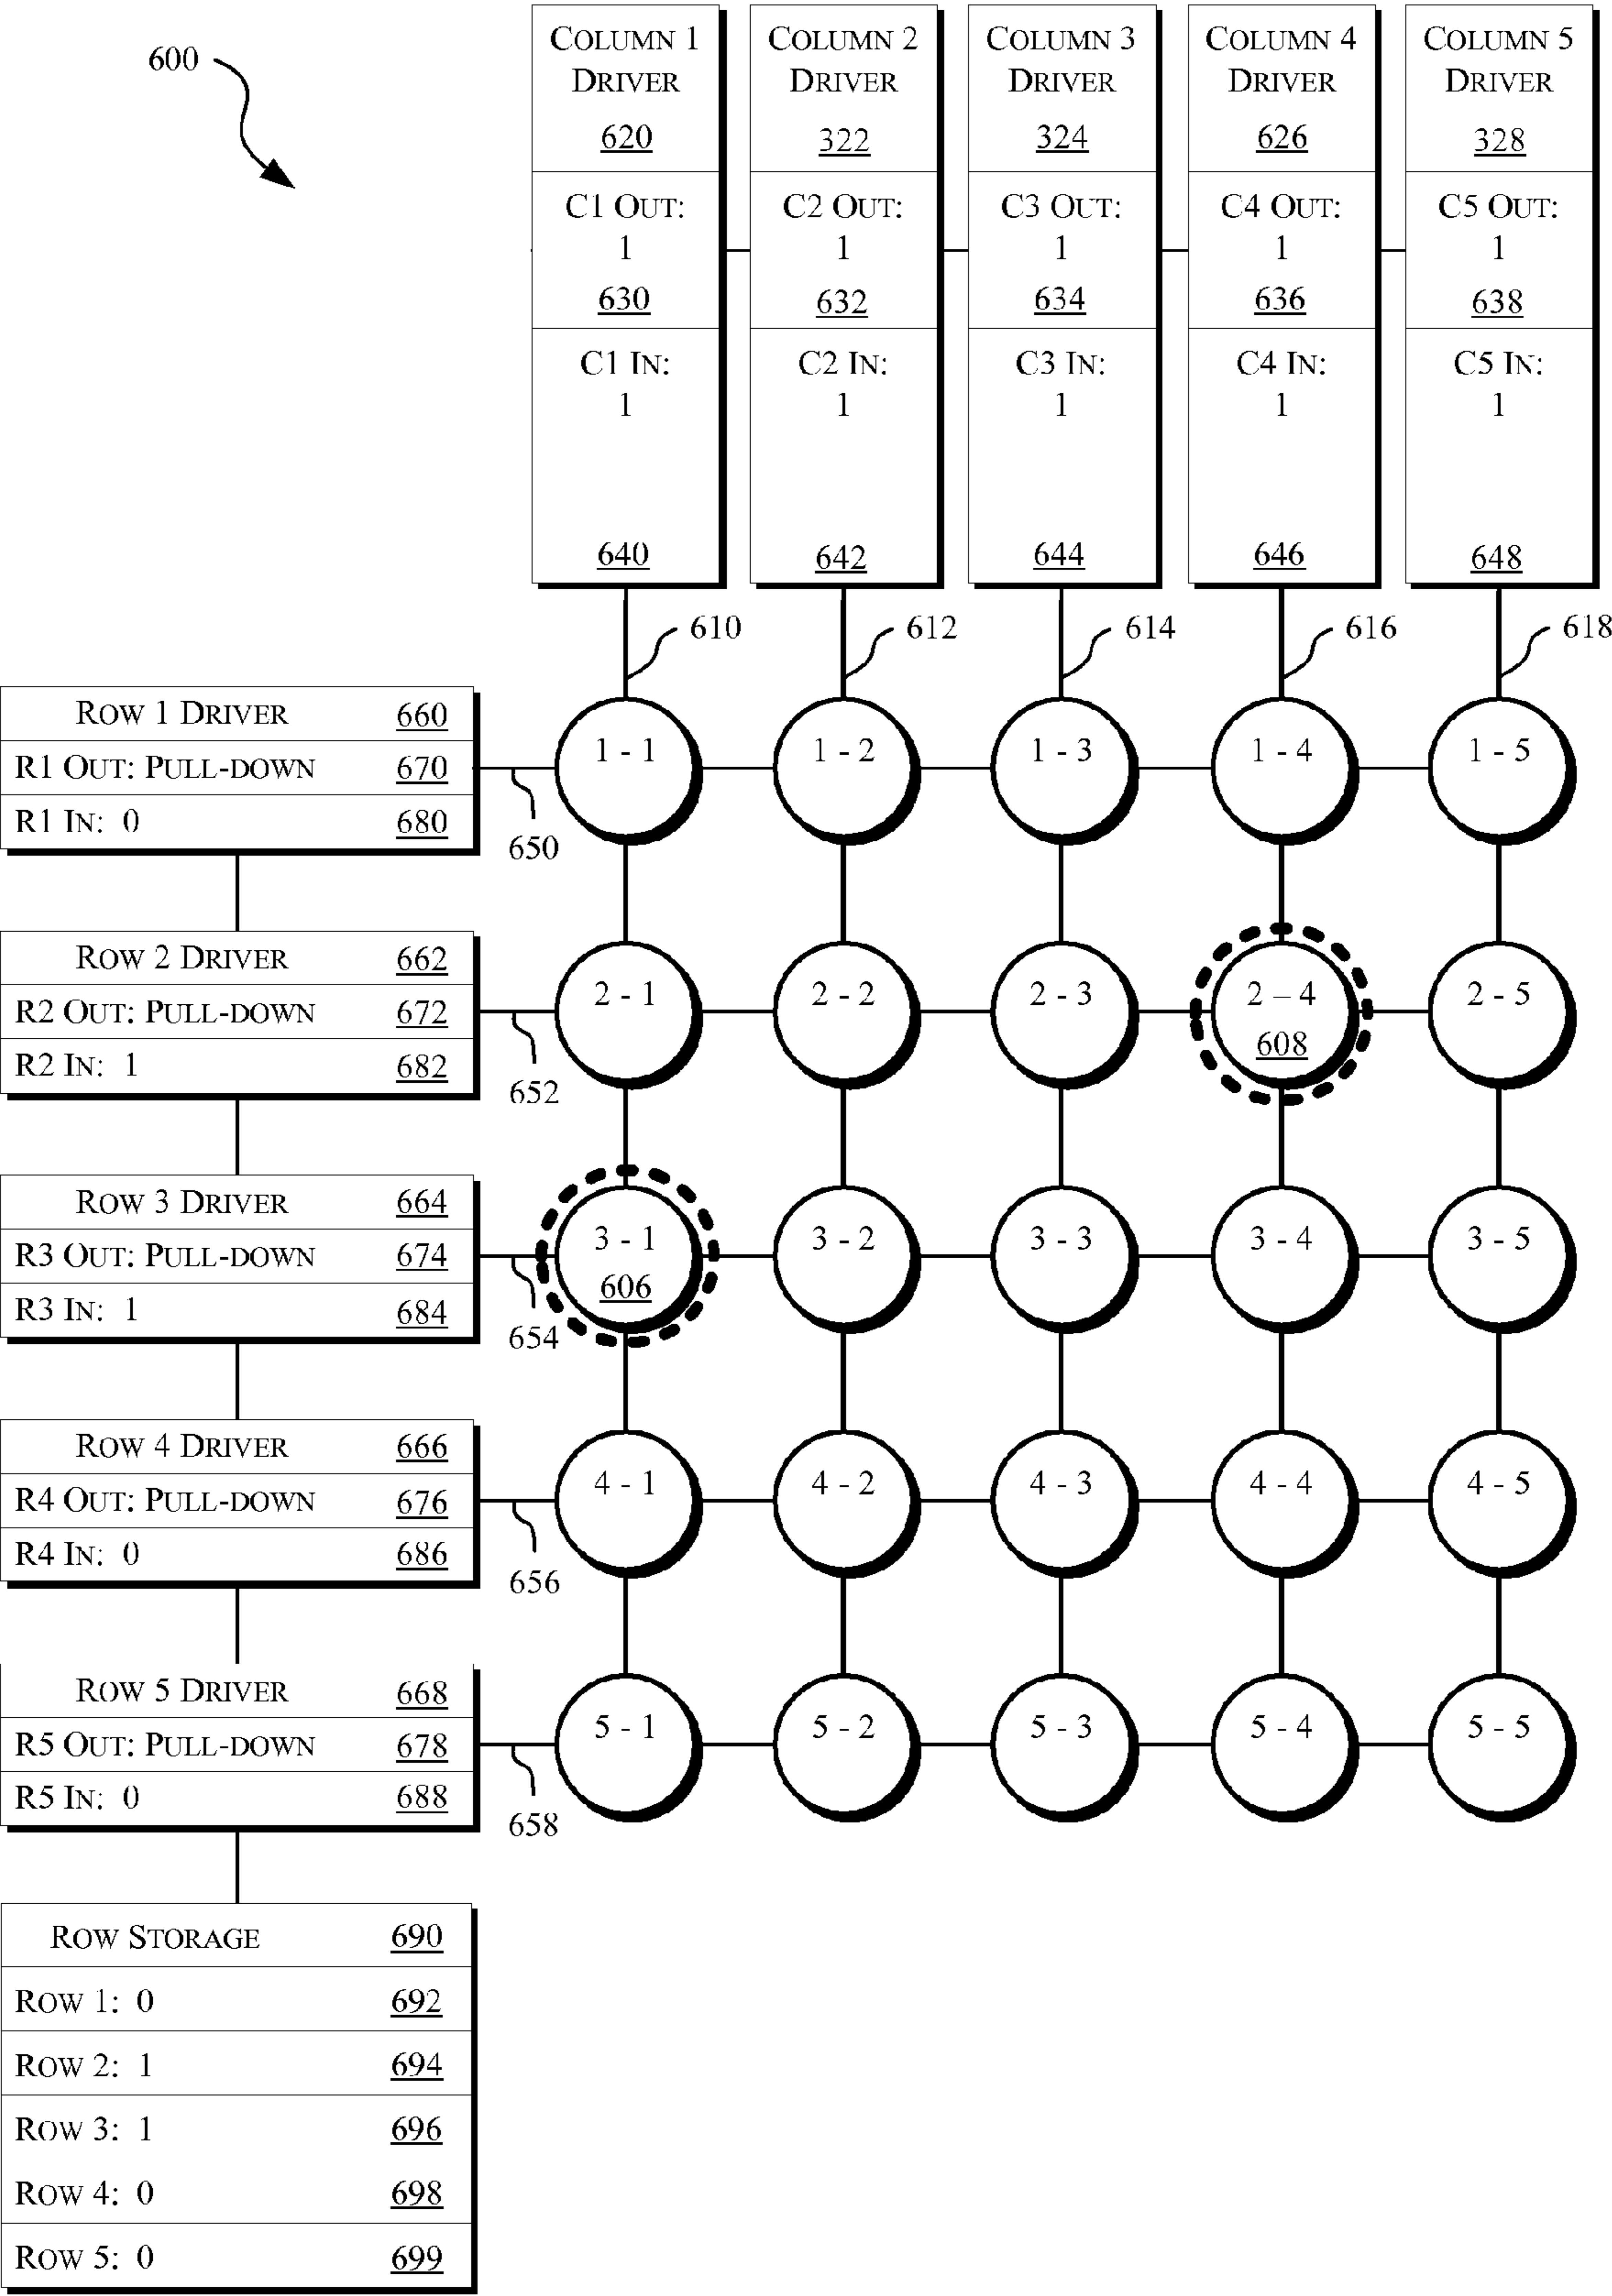 600
COLUMN 1
DRIVER
620
C1 OUT:
1
630
C1 IN:
1
640
COLUMN 2
DRIVER
322
C2 OUT:
1
632
C2 IN:
1
642
COLUMN 3
DRIVER
324
C3 OUT:
1
634
C3 IN:
1
644
COLUMN 4
DRIVER
626
C4 OUT:
1
636
C4 IN:
1
646
COLUMN 5
DRIVER
328
C5 OUT:
1
638
C5 IN:
1
648
610
612
614
616
618
ROW 1 DRIVER 660
R1 OUT: PULL-DOWN 670
R1 IN: 0 680
650
1 - 1
1 - 2
1 - 3
1 - 4
1 - 5
ROW 2 DRIVER 662
R2 OUT: PULL-DOWN 672
R2 IN: 1 682
652
2 - 1
2 - 2
2 - 3
2 – 4
608
2 - 5
ROW 3 DRIVER 664
R3 OUT: PULL-DOWN 674
R3 IN: 1 684
654
3 - 1
606
3 - 2
3 - 3
3 - 4
3 - 5
ROW 4 DRIVER 666
R4 OUT: PULL-DOWN 676
R4 IN: 0 686
656
4 - 1
4 - 2
4 - 3
4 - 4
4 - 5
ROW 5 DRIVER 668
R5 OUT: PULL-DOWN 678
R5 IN: 0 688
658
5 - 1
5 - 2
5 - 3
5 - 4
5 - 5
ROW STORAGE 690
ROW 1: 0 692
ROW 2: 1 694
ROW 3: 1 696
ROW 4: 0 698
ROW 5: 0 699